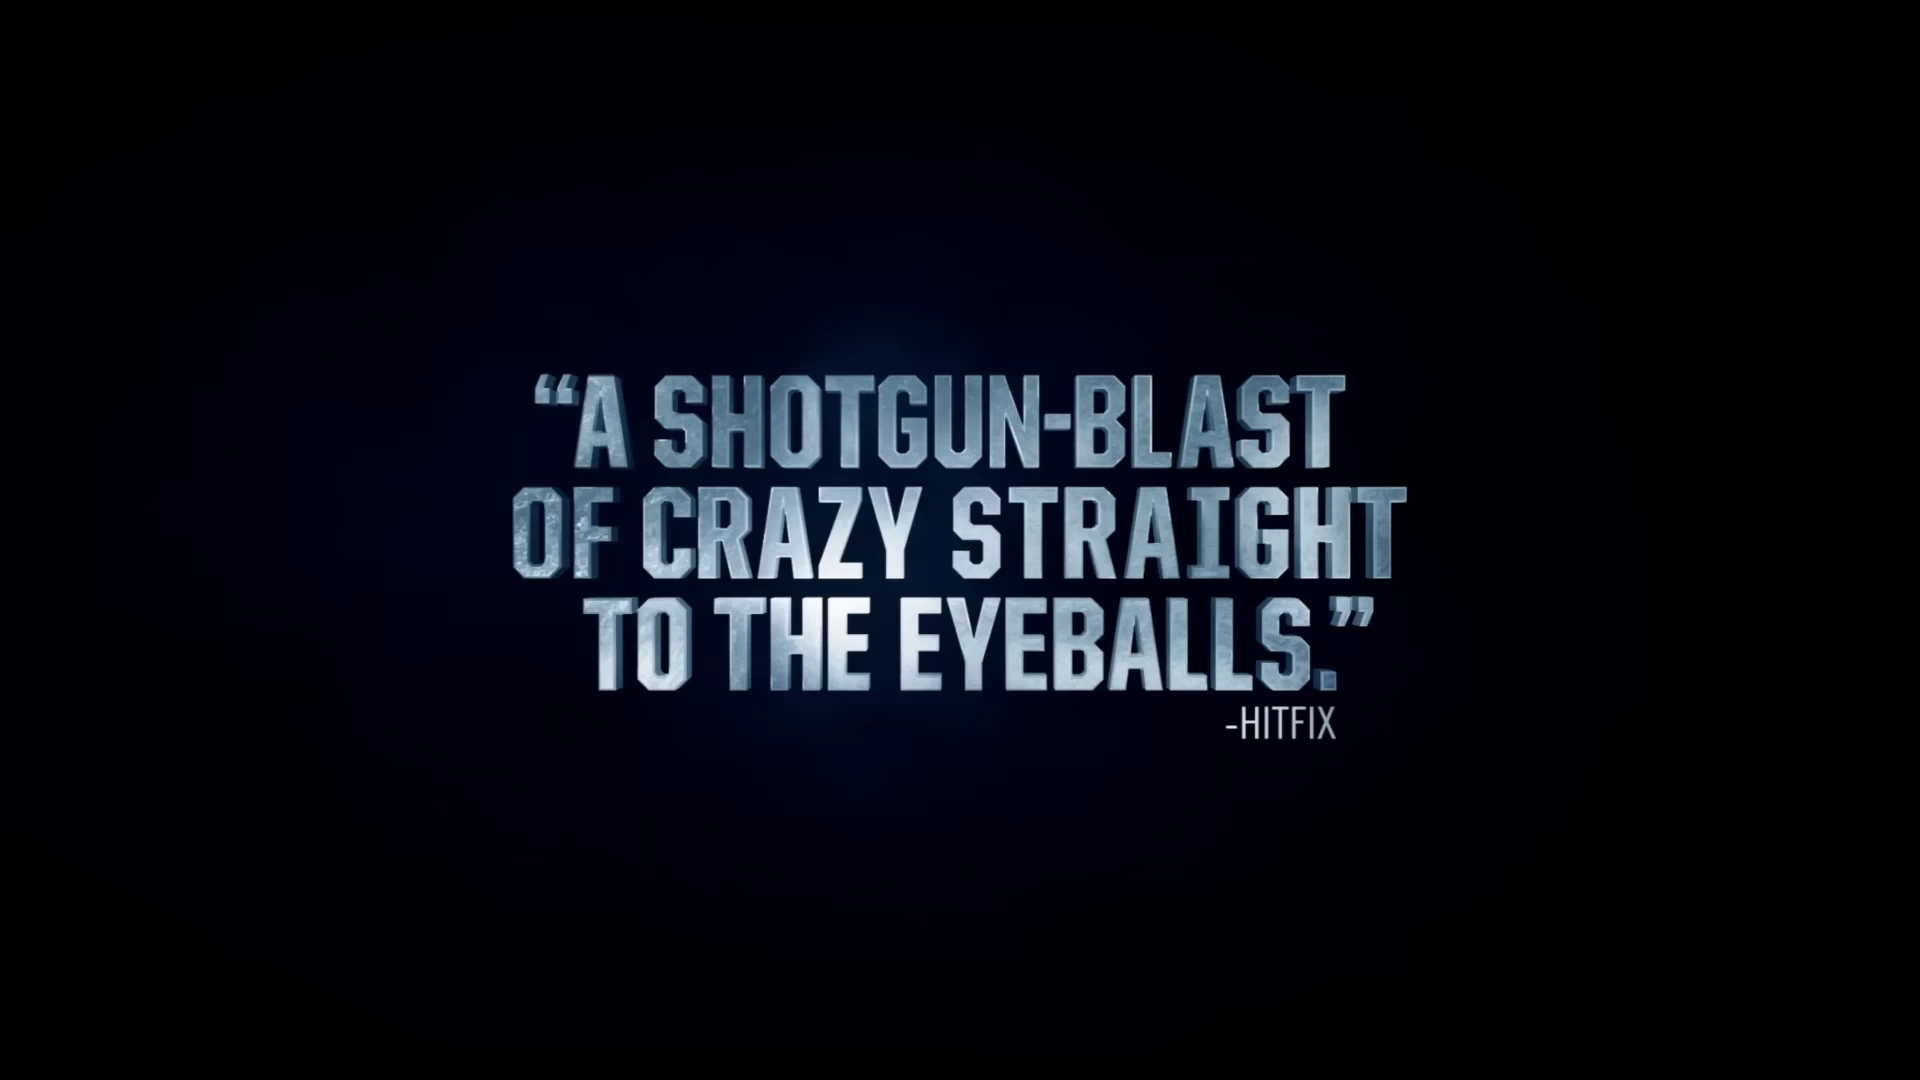 “A SHOTGUN-BLAST
OF CRAZY STRAIGHT
TO THE EYEBALLS.”
-HITFIX